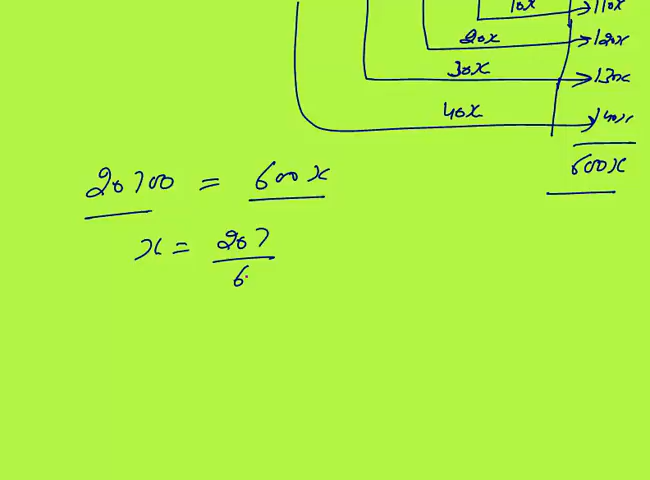 10x 110x
20x 120x
30x 130x
40x 140x
600x
20700 = 600x
x = 207
6